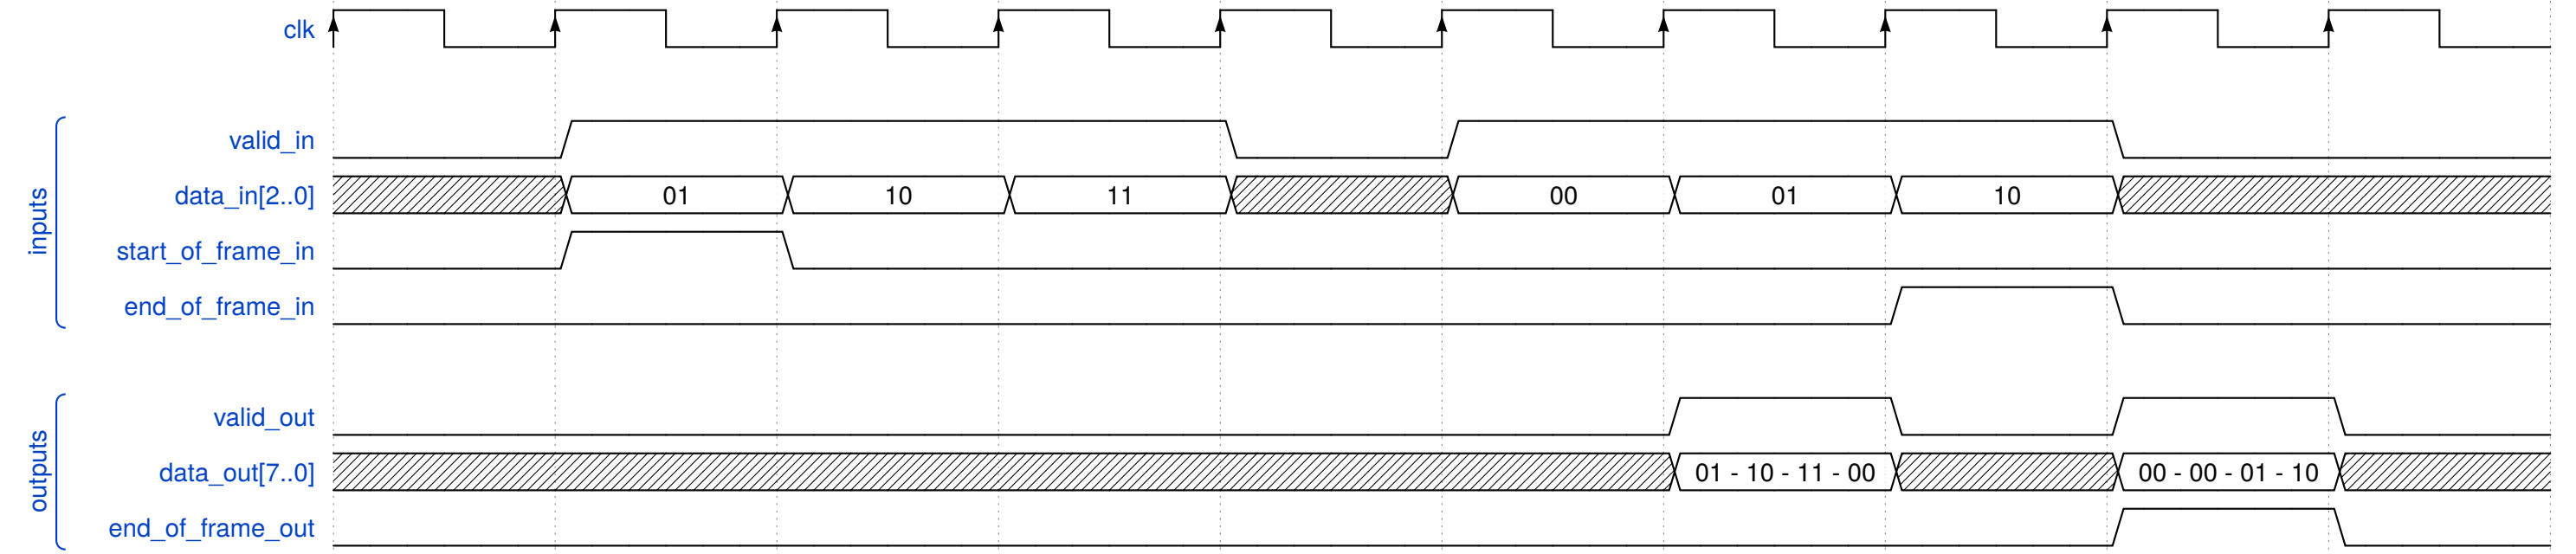 clk
inputs
valid_in
data_in[2..0] 01 10 11 00 01 10
start_of_frame_in
end_of_frame_in
outputs
valid_out
data_out[7..0] 01 - 10 - 11 - 00 00 - 00 - 01 - 10
end_of_frame_out